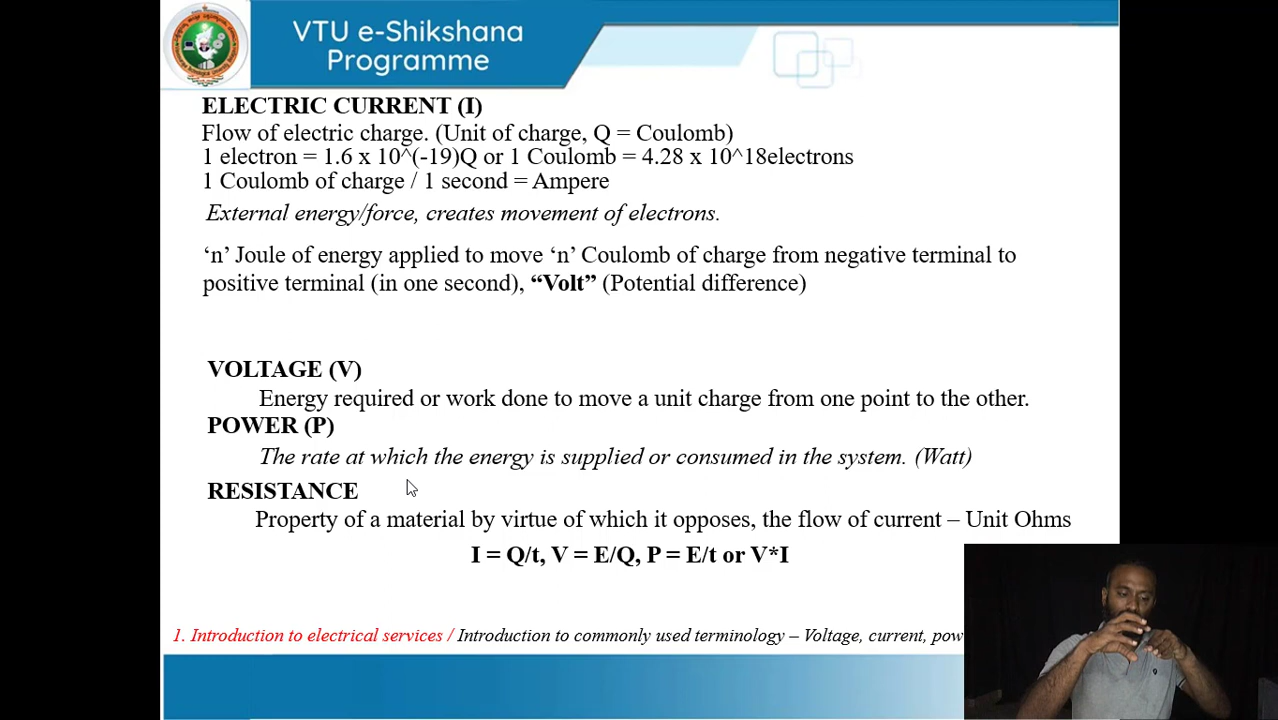 VTU e-Shikshana
Programme
ELECTRIC CURRENT (I)
Flow of electric charge. (Unit of charge, Q = Coulomb)
1 electron = 1.6 x 10^(-19)Q or 1 Coulomb = 4.28 x 10^18electrons
1 Coulomb of charge / 1 second = Ampere
External energy/force, creates movement of electrons.
‘n’ Joule of energy applied to move ‘n’ Coulomb of charge from negative terminal to
positive terminal (in one second), “Volt” (Potential difference)
VOLTAGE (V)
Energy required or work done to move a unit charge from one point to the other.
POWER (P)
The rate at which the energy is supplied or consumed in the system. (Watt)
RESISTANCE
Property of a material by virtue of which it opposes, the flow of current – Unit Ohms
I = Q/t, V = E/Q, P = E/t or V*I
1. Introduction to electrical services / Introduction to commonly used terminology – Voltage, current,